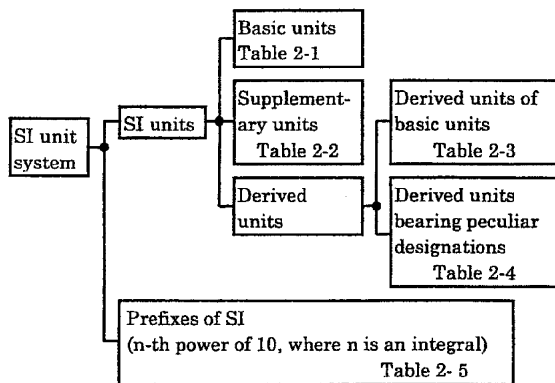 SI unit
system
SI units
Basic units
Table 2-1
Supplement-
ary units
Table 2-2
Derived
units
Derived units of
basic units
Table 2-3
Derived units
bearing peculiar
designations
Table 2-4
Prefixes of SI
(n-th power of 10, where n is an integral)
Table 2- 5